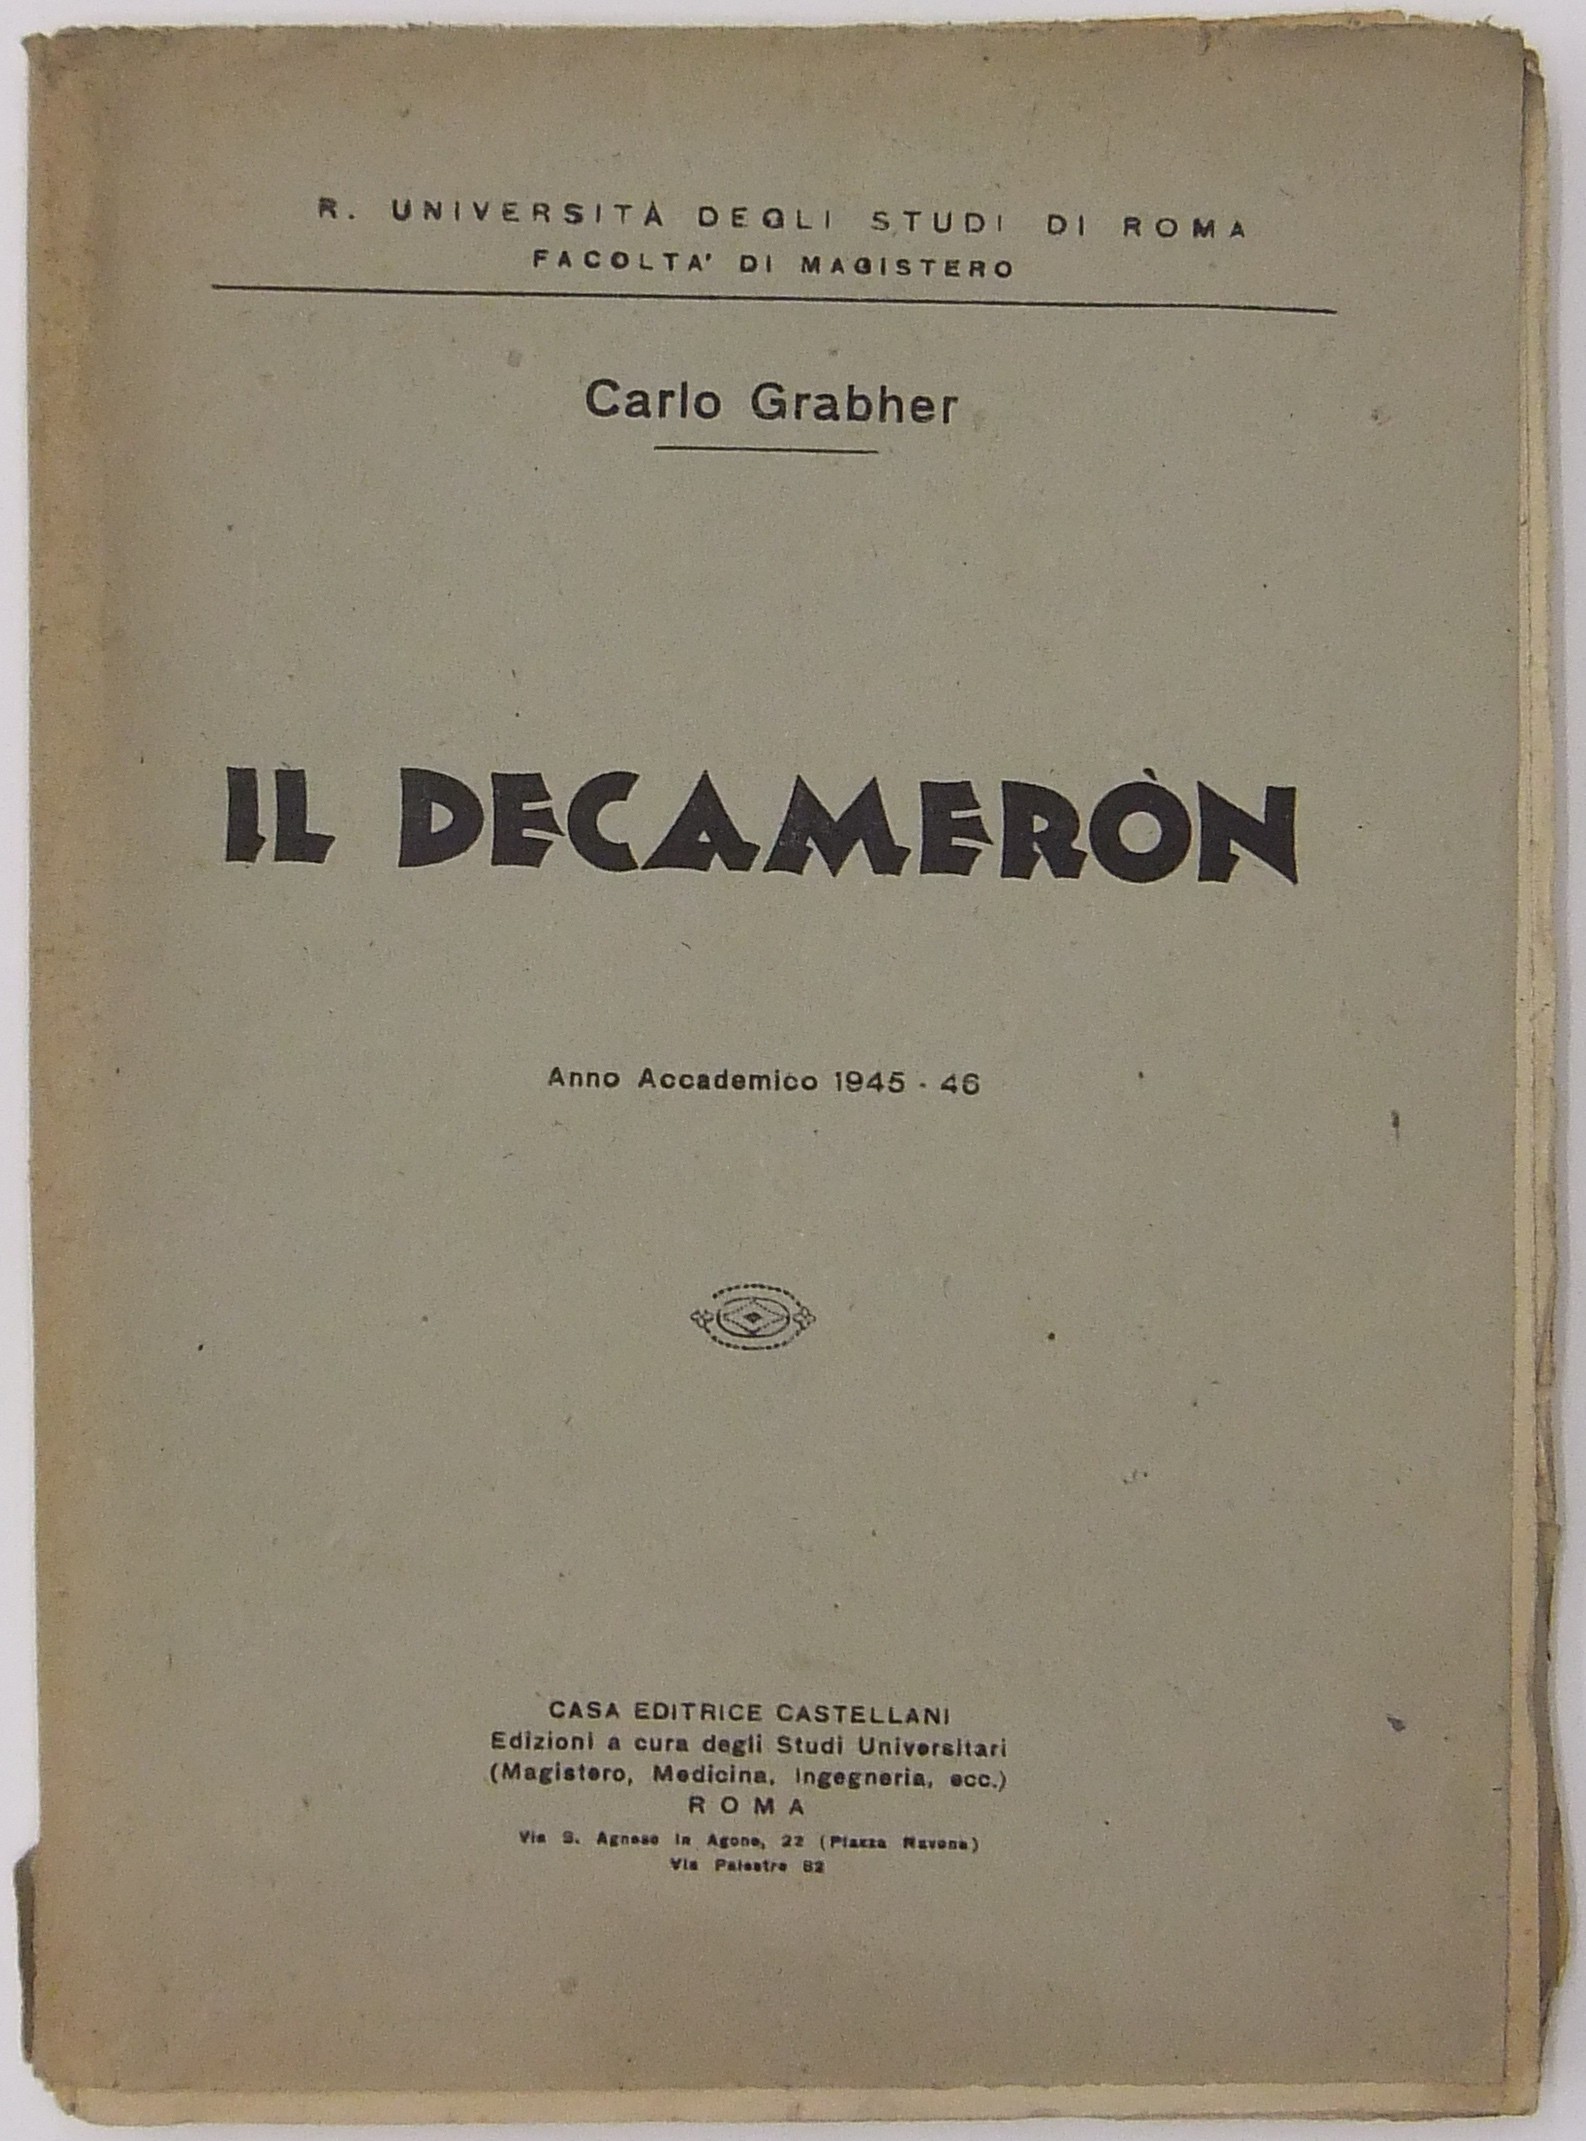 R. UNIVERSITÀ DEGLI STUDI DI ROMA
FACOLTA' DI MAGISTERO
Carlo Grabher
IL DECAMERÒN
Anno Accademico 1945 - 46
CASA EDITRICE CASTELLANI
Edizioni a cura degli Studi Universitari
(Magistero, Medicina, Ingegneria, ecc.)
ROMA
Via S. Agnese in Agone, 22 (Piazza Navona)
Via Palestro